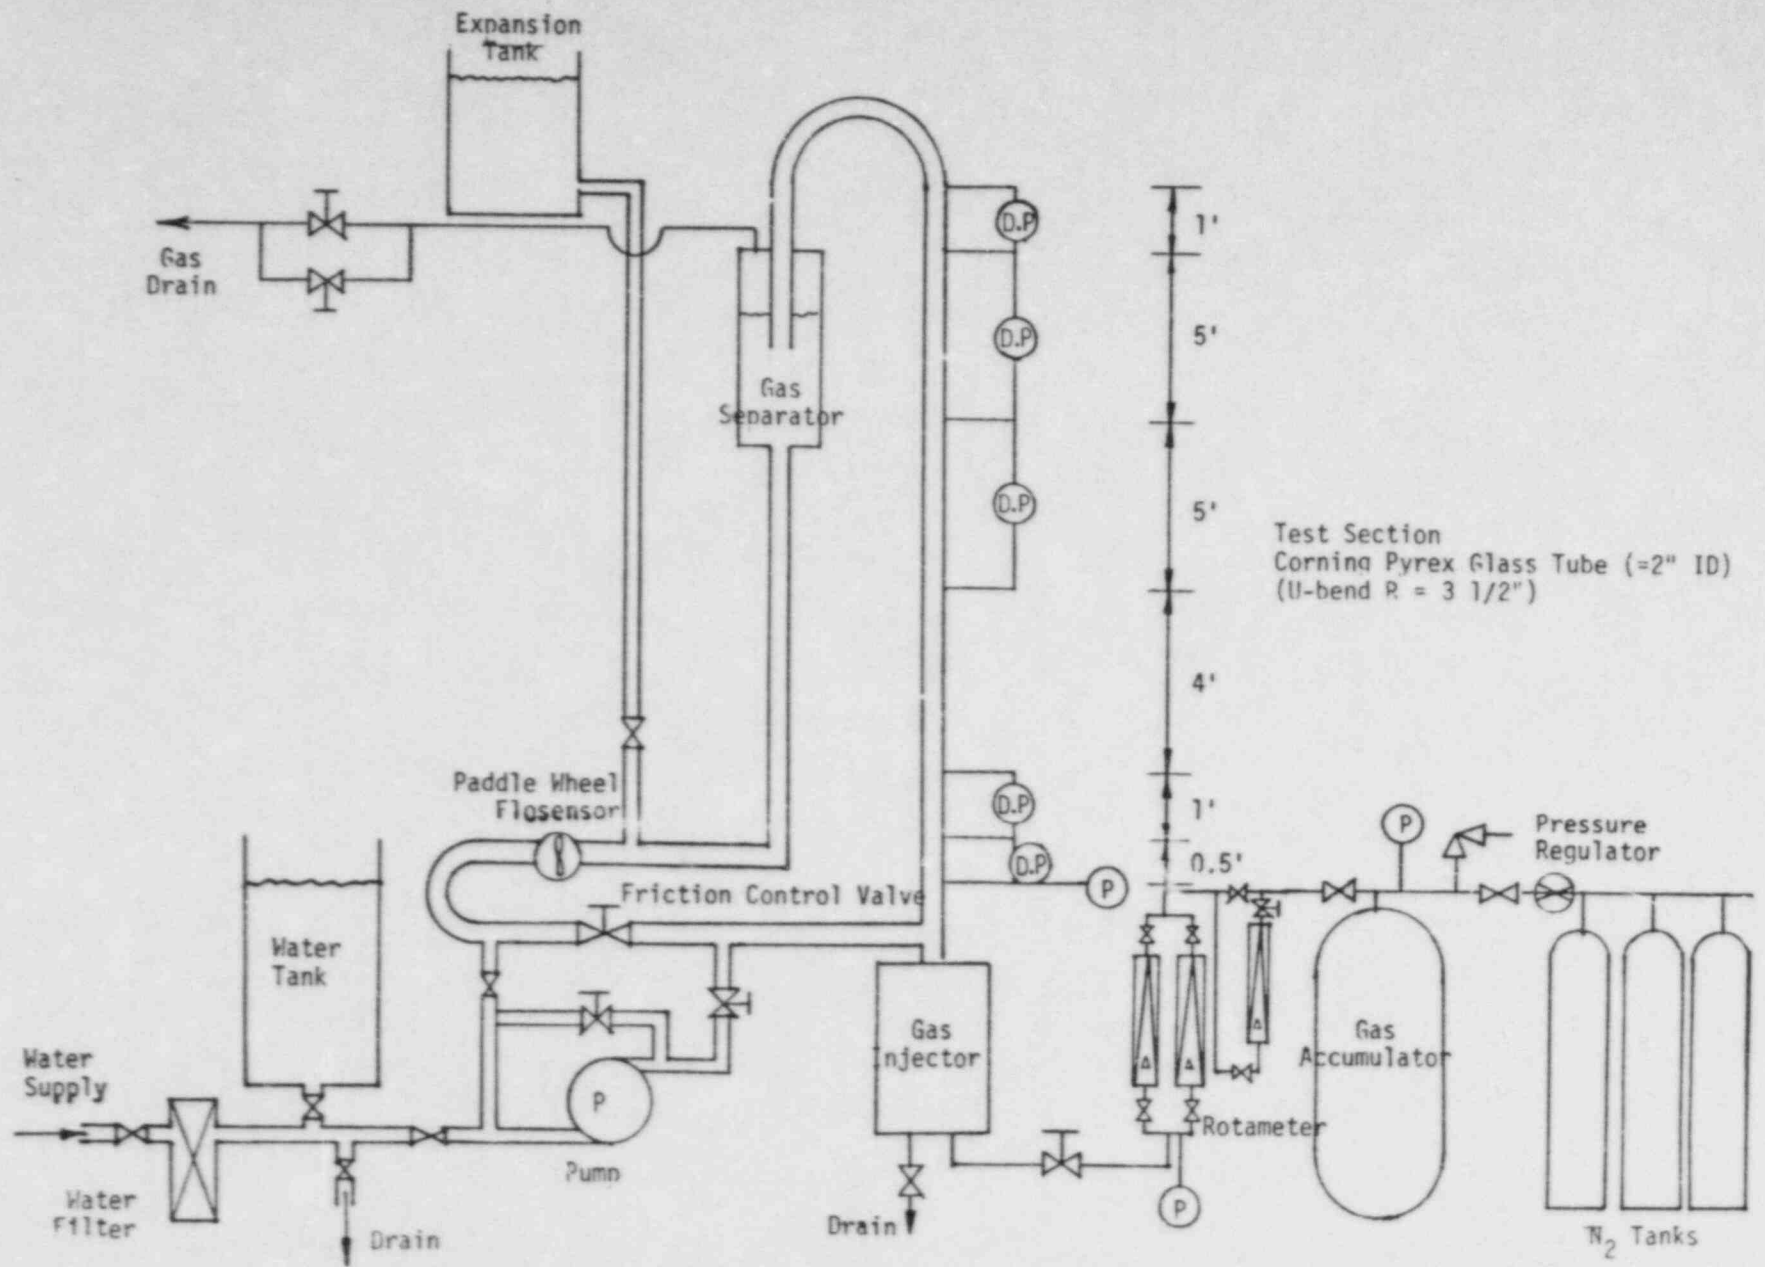 Expansion
Tank
Gas
Drain
D.P
1'
D.P
5'
Gas
Separator
D.P
5'
Test Section
Corning Pyrex Glass Tube (=2" ID)
(U-bend R = 3 1/2")
4'
Paddle Wheel
Flosensor
D.P
1'
P
Pressure
Regulator
D.P
0.5'
P
Friction Control Valve
Water
Tank
Gas
Injector
Gas
Accumulator
Water
Supply
P
Rotameter
Pump
P
Water
Filter
Drain
Drain
N2 Tanks